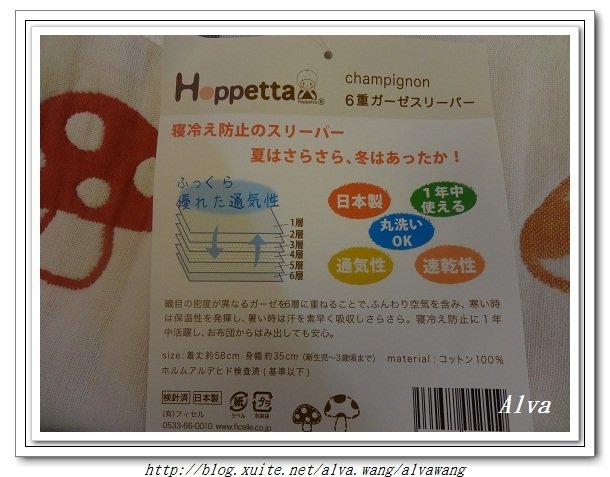 Hoppetta
Hoppetta®
champignon
6重ガーゼスリーパー
寝冷え防止のスリーパー
夏はさらさら、冬はあったか！
ふっくら
優れた通気性
1層
2層
3層
4層
5層
6層
日本製
1年中
使える
丸洗い
OK
通気性
速乾性
織目の密度が異なるガーゼを6層に重ねることで、ふんわり空気を含み、寒い時
は保温性を発揮し、暑い時は汗を素早く吸収しさらさら。寝冷え防止に1年
中活躍し、お布団からはみ出しても安心。
size: 着丈約58cm 身幅約35cm (新生児〜3歳頃まで)
material : コットン100%
ホルムアルデヒド検査済 (基準以下)
検針済 日本製
(有)フィセル
0533-66-0010 www.ficelle.co.jp
紙
ラベル
プラ
包装袋
Alva
http://blog.xuite.net/alva.wang/alvawang